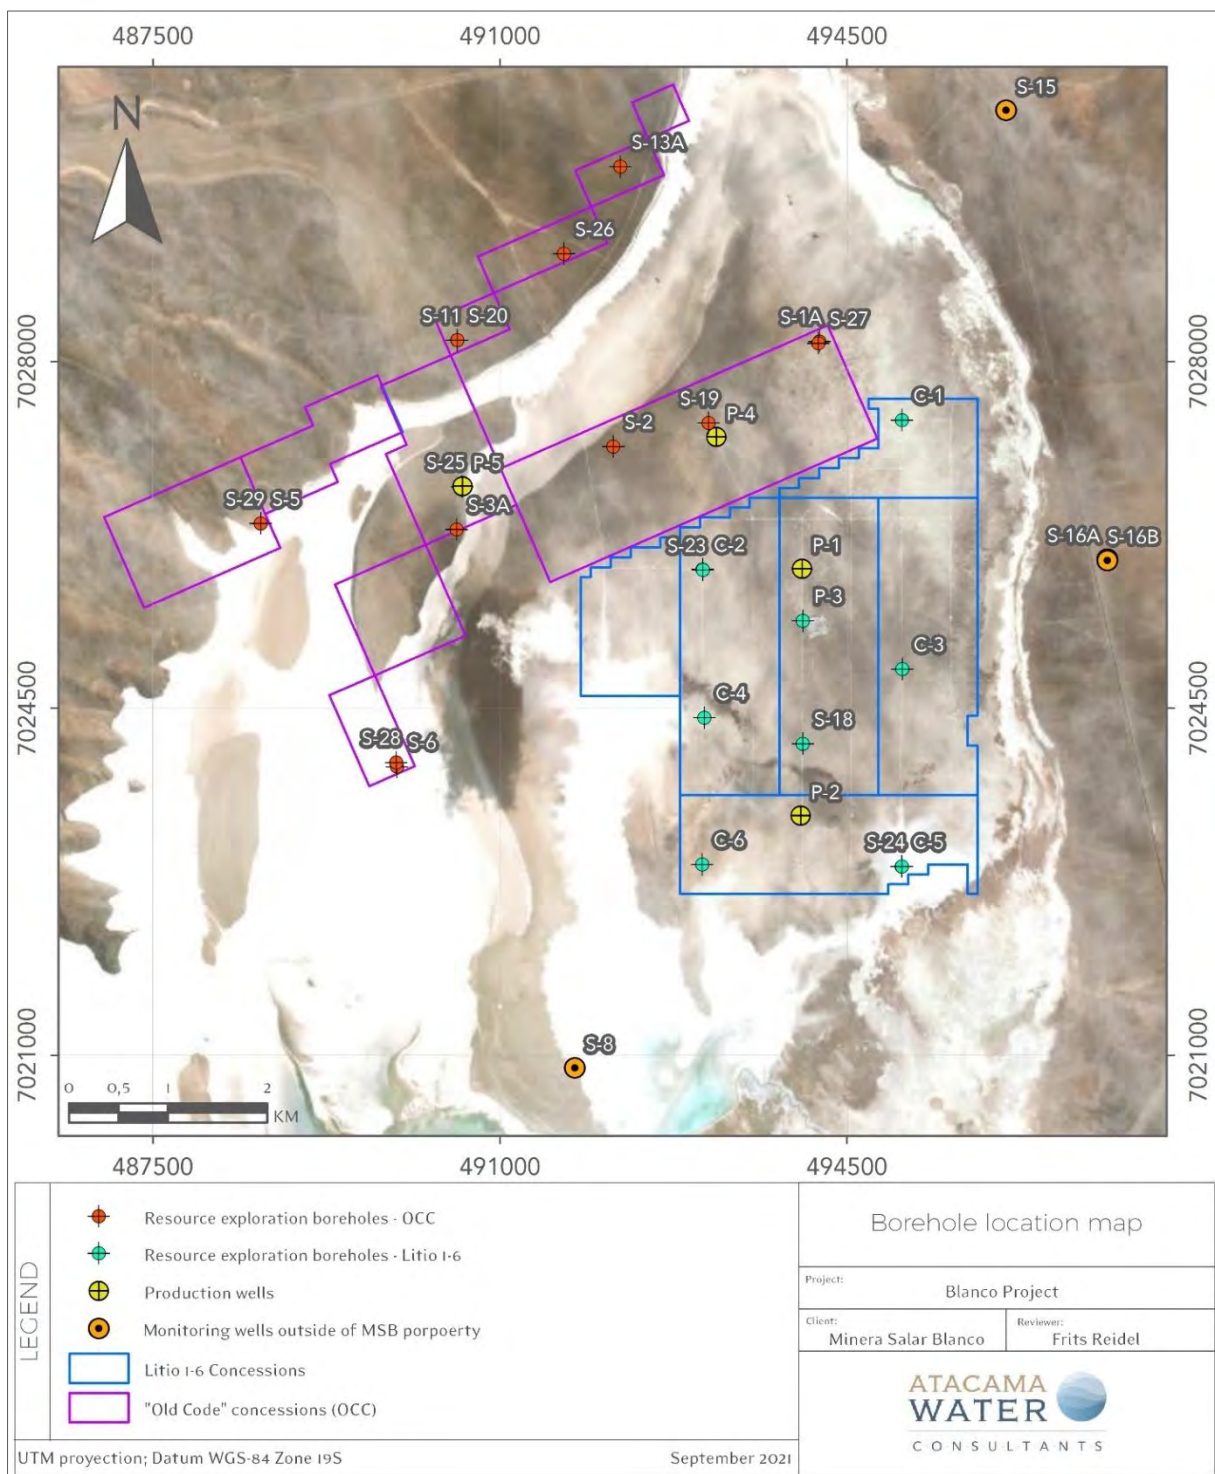 487500 491000 494500
N
S-15
S-13A
S-26
S-11 S-20
S-1A S-27
7028000 7028000
S-19
P-4
C-1
S-2
S-25 P-5
S-29 S-5
S-3A
S-16A S-16B
S-23 C-2
P-1
P-3
C-3
7024500 7024500
C-4
S-18
S-28 S-6
P-2
C-6
S-24 C-5
S-8
7021000 7021000
0 0,5 1 2
KM
487500 491000 494500
LEGEND
Resource exploration boreholes - OCC
Resource exploration boreholes - Litio 1-6
Production wells
Monitoring wells outside of MSB porpoerty
Litio 1-6 Concessions
"Old Code" concessions (OCC)
UTM proyection; Datum WGS-84 Zone 19S
September 2021
Borehole location map
Project:
Blanco Project
Client:
Minera Salar Blanco
Reviewer:
Frits Reidel
ATACAMA
WATER
CONSULTANTS